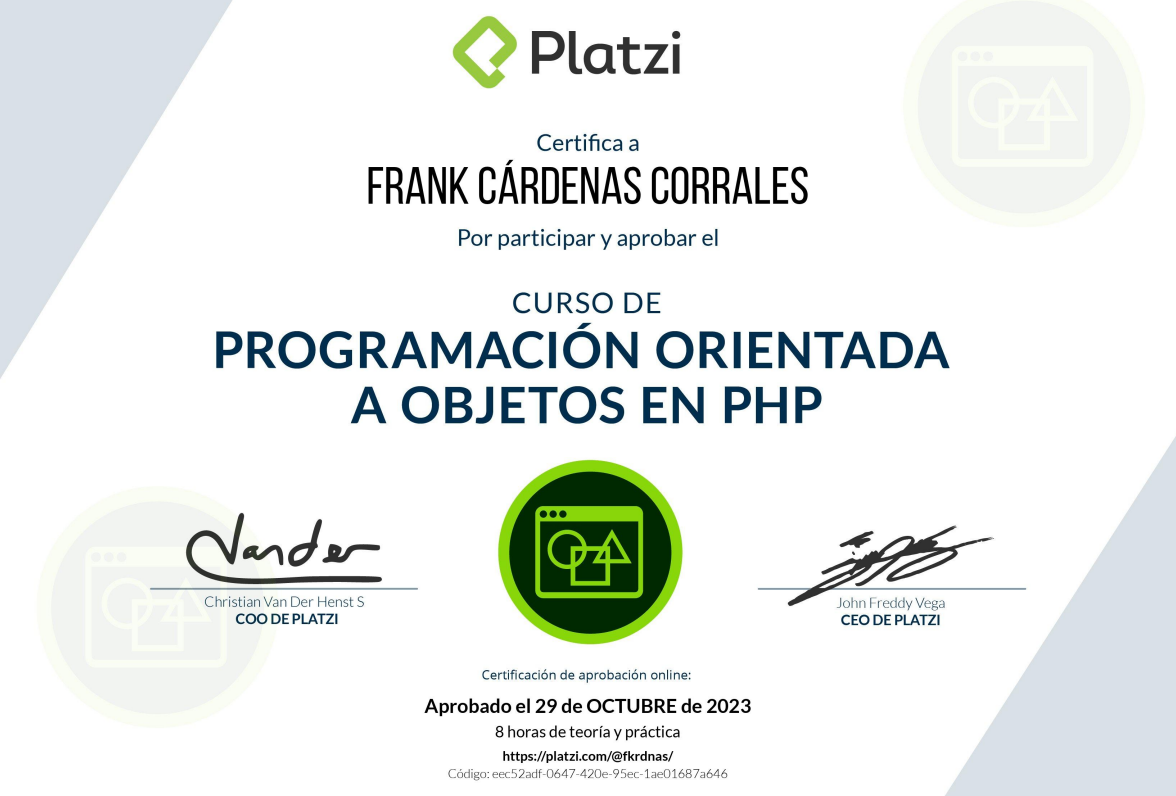 Platzi
Certifica a
FRANK CÁRDENAS CORRALES
Por participar y aprobar el
CURSO DE
PROGRAMACIÓN ORIENTADA
A OBJETOS EN PHP
Vander
Christian Van Der Henst S
COO DE PLATZI
John Freddy Vega
CEO DE PLATZI
Certificación de aprobación online:
Aprobado el 29 de OCTUBRE de 2023
8 horas de teoría y práctica
https://platzi.com/@fkrdnas/
Código: eec52adf-0647-420e-95ec-1ae01687a646